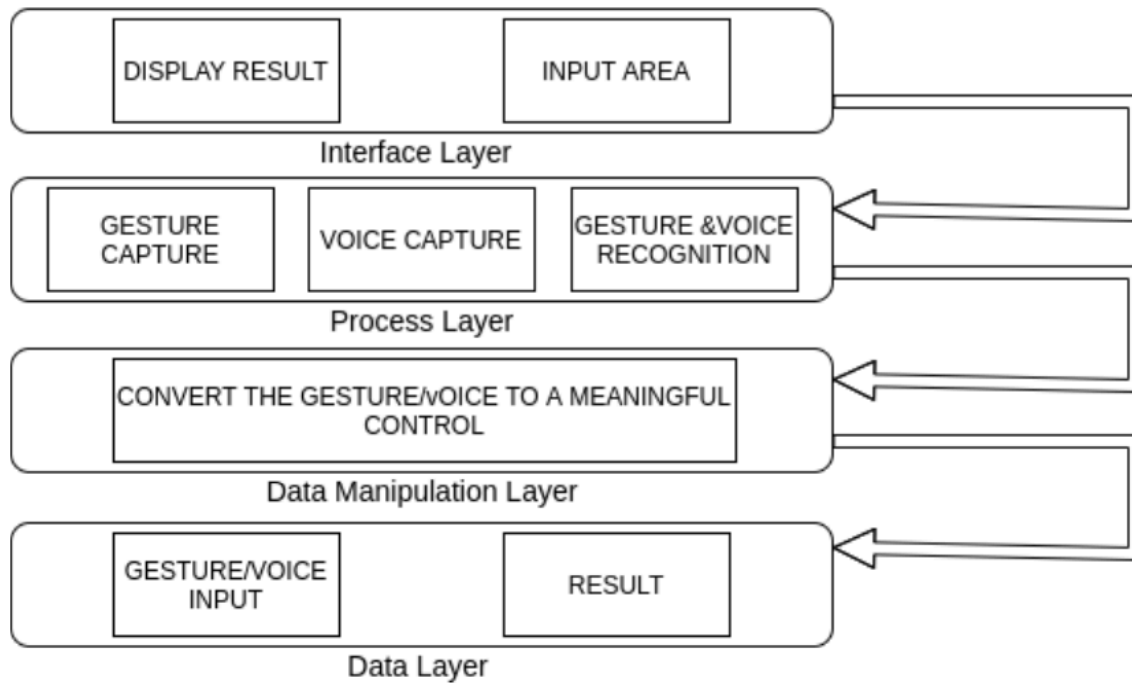 DISPLAY RESULT
INPUT AREA
Interface Layer
GESTURE
CAPTURE
VOICE CAPTURE
GESTURE &VOICE
RECOGNITION
Process Layer
CONVERT THE GESTURE/vOICE TO A MEANINGFUL
CONTROL
Data Manipulation Layer
GESTURE/VOICE
INPUT
RESULT
Data Layer